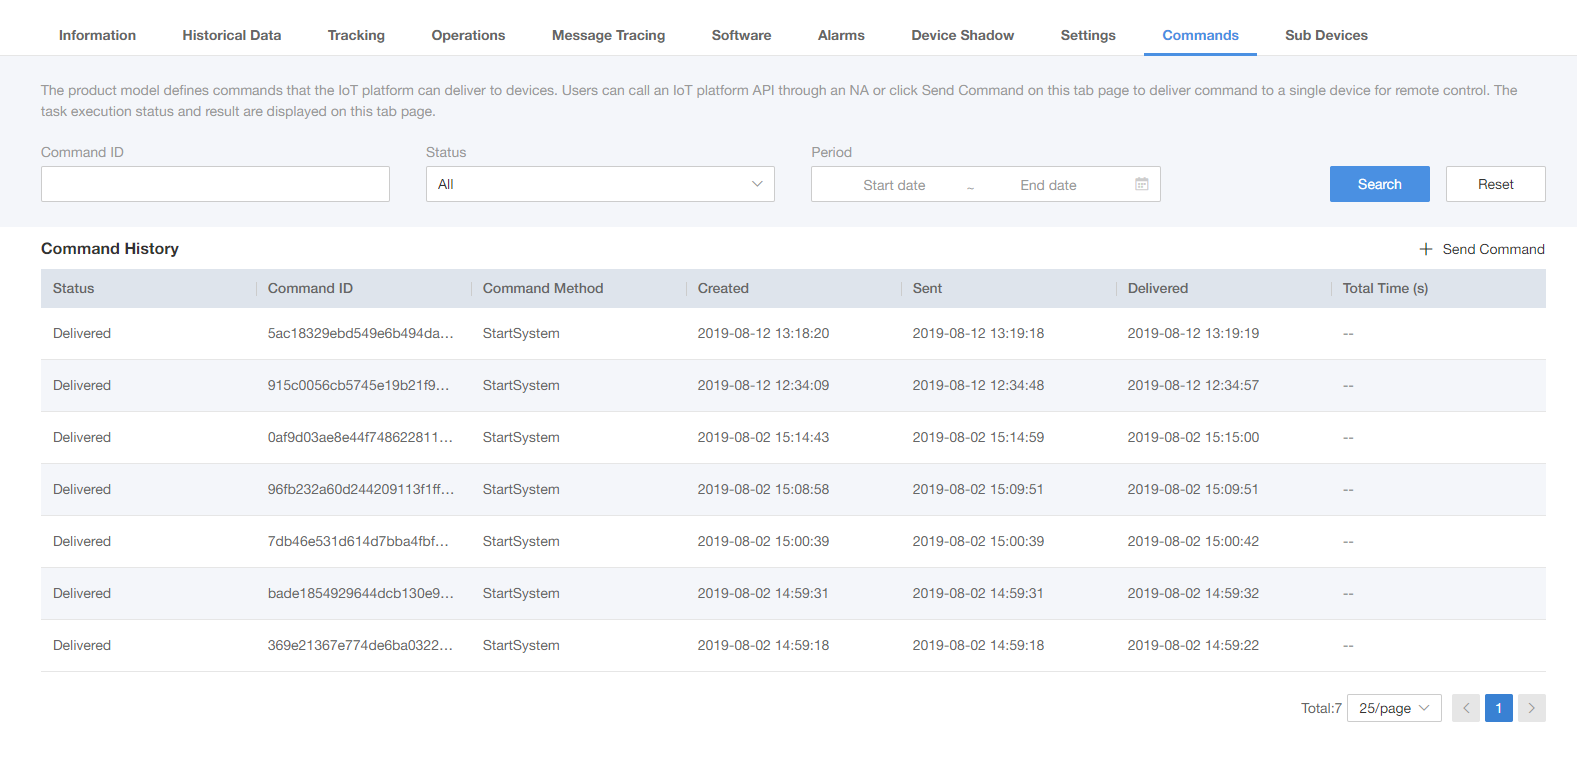 Information Historical Data Tracking Operations Message Tracing Software Alarms Device Shadow Settings Commands Sub Devices
The product model defines commands that the IoT platform can deliver to devices. Users can call an IoT platform API through an NA or click Send Command on this tab page to deliver command to a single device for remote control. The
task execution status and result are displayed on this tab page.
Command ID Status Period
All Start date ~ End date Search Reset
Command History + Send Command
Status Command ID Command Method Created Sent Delivered Total Time (s)
Delivered 5ac18329ebd549e6b494da... StartSystem 2019-08-12 13:18:20 2019-08-12 13:19:18 2019-08-12 13:19:19 --
Delivered 915c0056cb5745e19b21f9... StartSystem 2019-08-12 12:34:09 2019-08-12 12:34:48 2019-08-12 12:34:57 --
Delivered 0af9d03ae8e44f748622811... StartSystem 2019-08-02 15:14:43 2019-08-02 15:14:59 2019-08-02 15:15:00 --
Delivered 96fb232a60d244209113f1ff... StartSystem 2019-08-02 15:08:58 2019-08-02 15:09:51 2019-08-02 15:09:51 --
Delivered 7db46e531d614d7bba4fbf... StartSystem 2019-08-02 15:00:39 2019-08-02 15:00:39 2019-08-02 15:00:42 --
Delivered bade1854929644dcb130e9... StartSystem 2019-08-02 14:59:31 2019-08-02 14:59:31 2019-08-02 14:59:32 --
Delivered 369e21367e774de6ba0322... StartSystem 2019-08-02 14:59:18 2019-08-02 14:59:18 2019-08-02 14:59:22 --
Total:7 25/page < 1 >